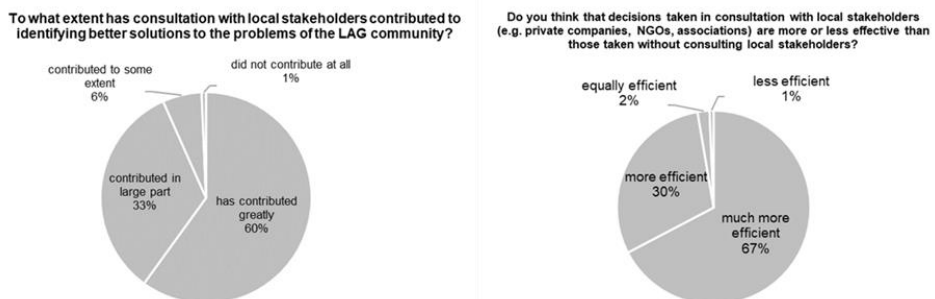 To what extent has consultation with local stakeholders contributed to
identifying better solutions to the problems of the LAG community?
contributed to some
extent
6%
did not contribute at all
1%
contributed in
large part
33%
has contributed
greatly
60%
Do you think that decisions taken in consultation with local stakeholders
(e.g. private companies, NGOs, associations) are more or less effective than
those taken without consulting local stakeholders?
equally efficient
2%
less efficient
1%
more efficient
30%
much more
efficient
67%